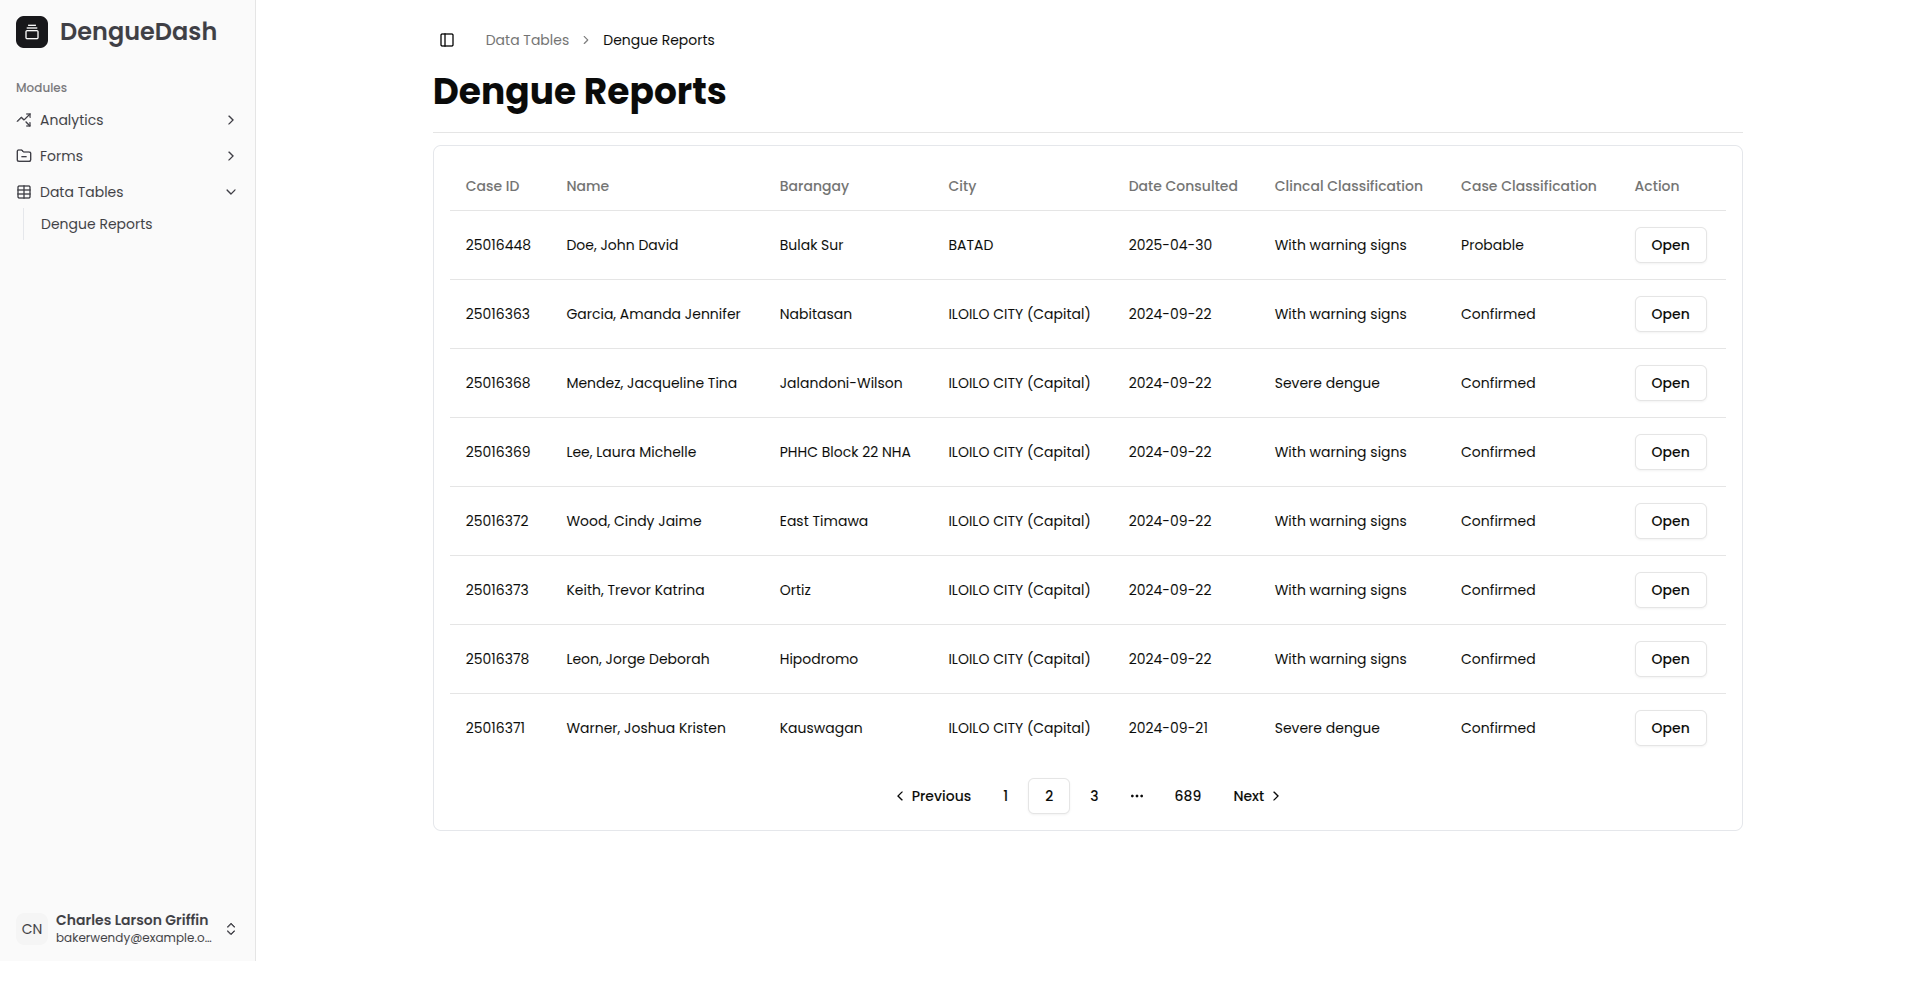 DengueDash
Modules
Analytics
Forms
Data Tables
Dengue Reports
Charles Larson Griffin
bakerwendy@example.o...
CN
Data Tables > Dengue Reports
Dengue Reports
Case ID Name Barangay City Date Consulted Clincal Classification Case Classification Action
25016448 Doe, John David Bulak Sur BATAD 2025-04-30 With warning signs Probable Open
25016363 Garcia, Amanda Jennifer Nabitasan ILOILO CITY (Capital) 2024-09-22 With warning signs Confirmed Open
25016368 Mendez, Jacqueline Tina Jalandoni-Wilson ILOILO CITY (Capital) 2024-09-22 Severe dengue Confirmed Open
25016369 Lee, Laura Michelle PHHC Block 22 NHA ILOILO CITY (Capital) 2024-09-22 With warning signs Confirmed Open
25016372 Wood, Cindy Jaime East Timawa ILOILO CITY (Capital) 2024-09-22 With warning signs Confirmed Open
25016373 Keith, Trevor Katrina Ortiz ILOILO CITY (Capital) 2024-09-22 With warning signs Confirmed Open
25016378 Leon, Jorge Deborah Hipodromo ILOILO CITY (Capital) 2024-09-22 With warning signs Confirmed Open
25016371 Warner, Joshua Kristen Kauswagan ILOILO CITY (Capital) 2024-09-21 Severe dengue Confirmed Open
Previous 1 2 3 ... 689 Next